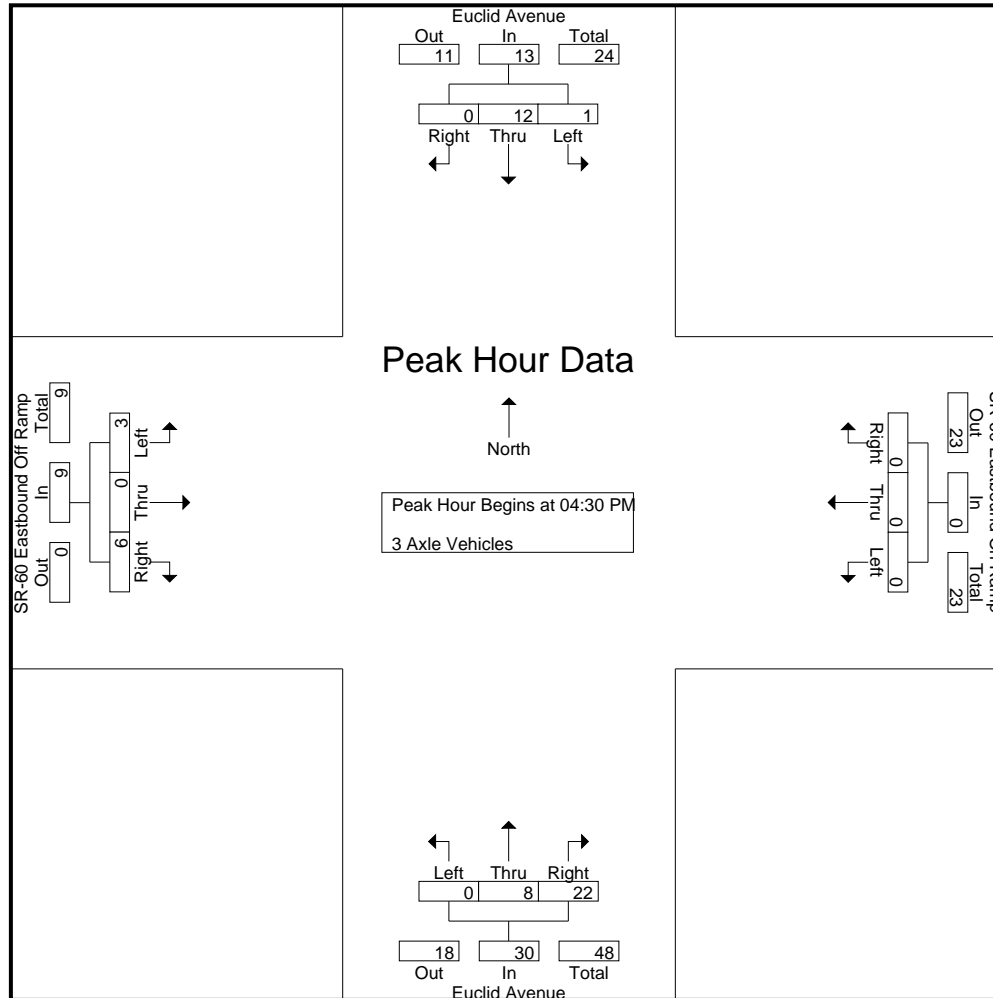 Euclid Avenue
Out In Total
11 13 24
0 12 1
Right Thru Left
Peak Hour Data
North
Peak Hour Begins at 04:30 PM
3 Axle Vehicles
SR-60 Eastbound Off Ramp
Total In Out
9 9 0
3 0 6
Left Thru Right
Eastbound On Ramp
Out In Total
23 0 23
0 0 0
Right Thru Left
Left Thru Right
0 8 22
18 30 48
Out In Total
Euclid Avenue